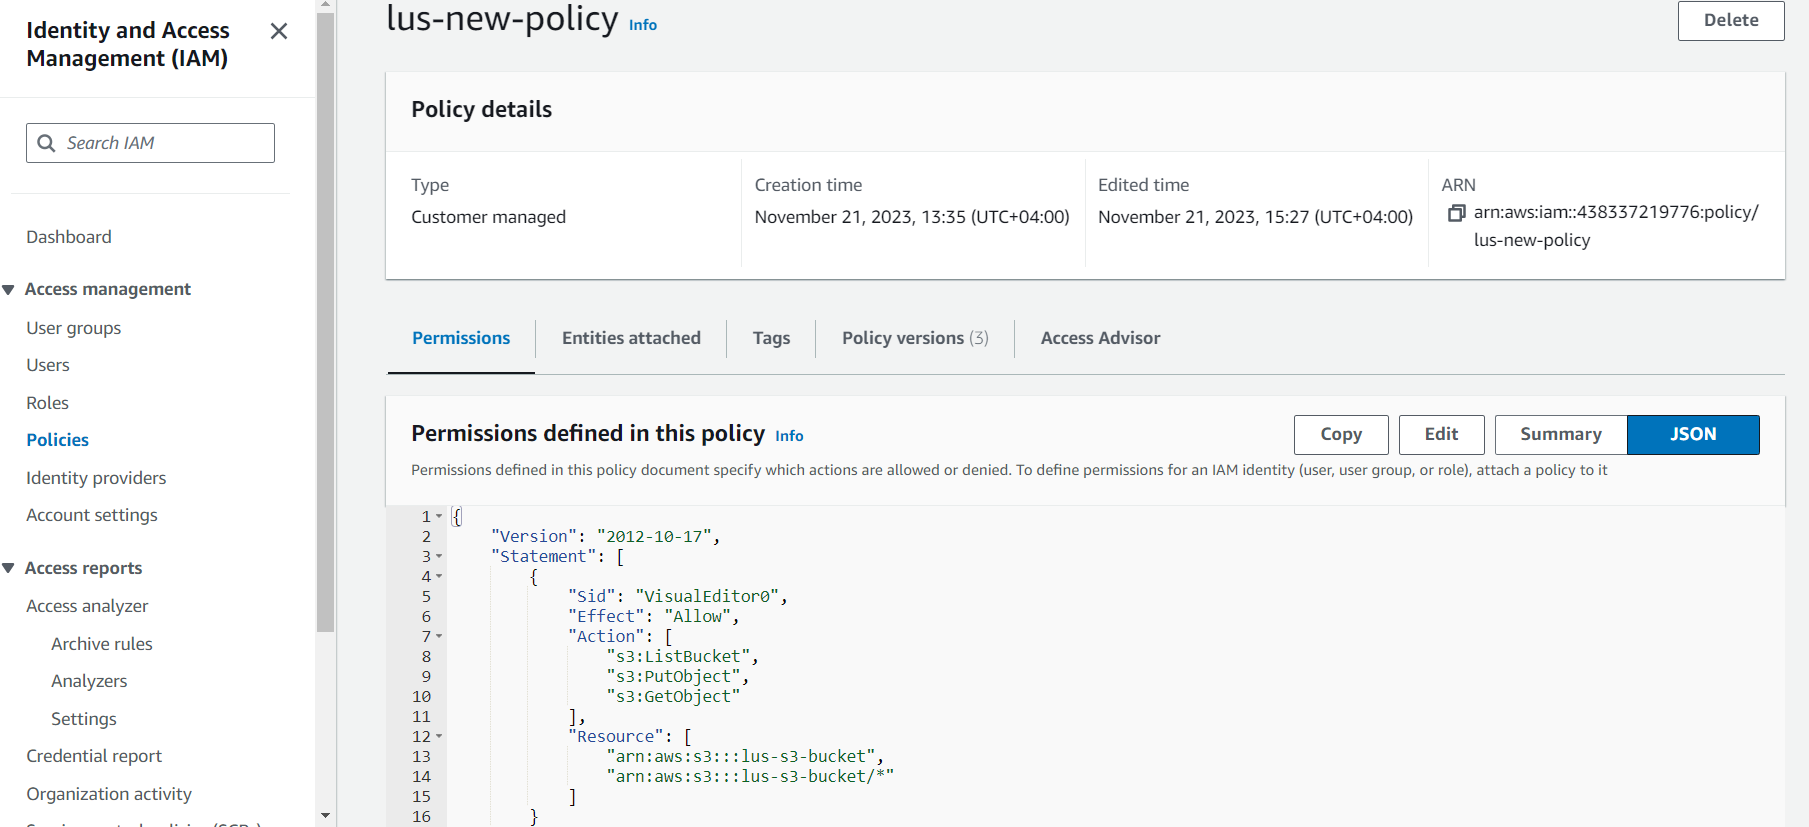 Identity and Access
Management (IAM)
Search IAM
Dashboard
Access management
User groups
Users
Roles
Policies
Identity providers
Account settings
Access reports
Access analyzer
Archive rules
Analyzers
Settings
Credential report
Organization activity
lus-new-policy Info
Delete
Policy details
Type
Customer managed
Creation time
November 21, 2023, 13:35 (UTC+04:00)
Edited time
November 21, 2023, 15:27 (UTC+04:00)
ARN
arn:aws:iam::438337219776:policy/
lus-new-policy
Permissions Entities attached Tags Policy versions (3) Access Advisor
Permissions defined in this policy Info
Copy Edit Summary JSON
Permissions defined in this policy document specify which actions are allowed or denied. To define permissions for an IAM identity (user, user group, or role), attach a policy to it
1 {
2 "Version": "2012-10-17",
3 "Statement": [
4 {
5 "Sid": "VisualEditor0",
6 "Effect": "Allow",
7 "Action": [
8 "s3:ListBucket",
9 "s3:PutObject",
10 "s3:GetObject"
11 ],
12 "Resource": [
13 "arn:aws:s3:::lus-s3-bucket",
14 "arn:aws:s3:::lus-s3-bucket/*"
15 ]
16 }